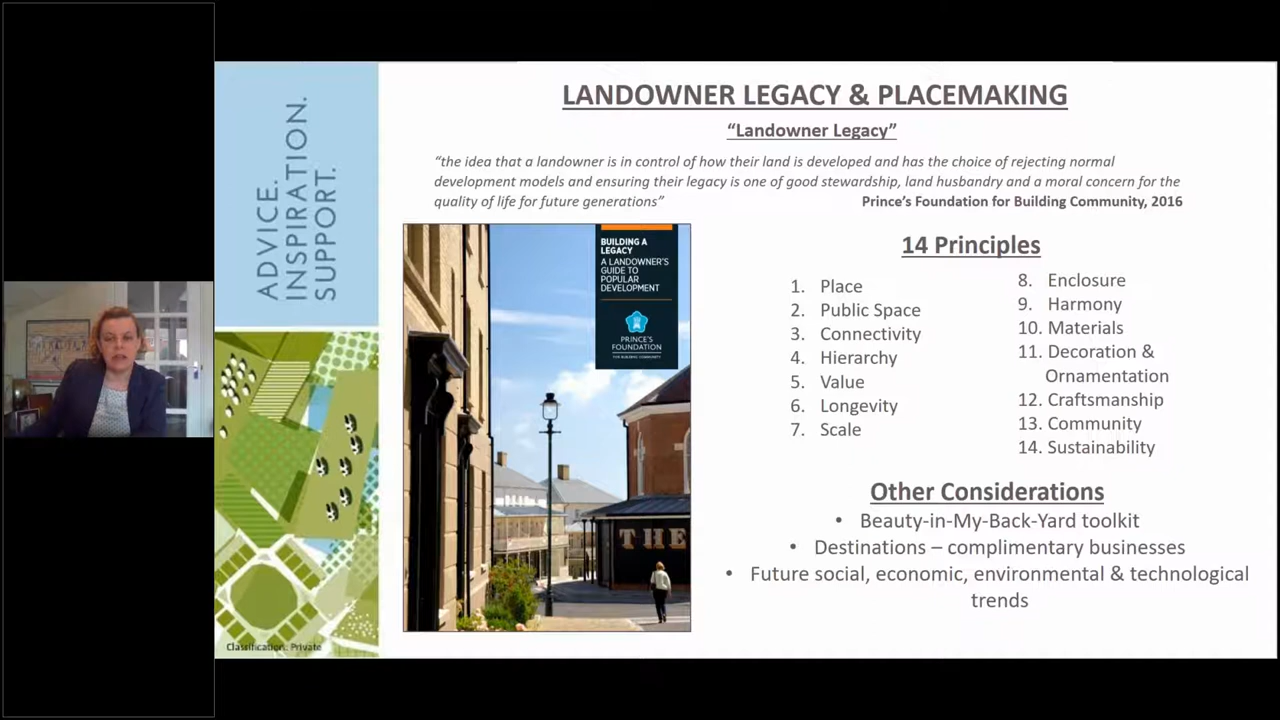 ADVICE.
INSPIRATION.
SUPPORT.
Classification: Private
LANDOWNER LEGACY & PLACEMAKING
“Landowner Legacy”
“the idea that a landowner is in control of how their land is developed and has the choice of rejecting normal
development models and ensuring their legacy is one of good stewardship, land husbandry and a moral concern for the
quality of life for future generations”
Prince’s Foundation for Building Community, 2016
BUILDING A
LEGACY
A LANDOWNER’S
GUIDE TO
POPULAR
DEVELOPMENT
PRINCE’S
FOUNDATION
FOR BUILDING COMMUNITY
THE
14 Principles
1. Place
2. Public Space
3. Connectivity
4. Hierarchy
5. Value
6. Longevity
7. Scale
8. Enclosure
9. Harmony
10. Materials
11. Decoration &
Ornamentation
12. Craftsmanship
13. Community
14. Sustainability
Other Considerations
• Beauty-in-My-Back-Yard toolkit
• Destinations – complimentary businesses
• Future social, economic, environmental & technological
trends